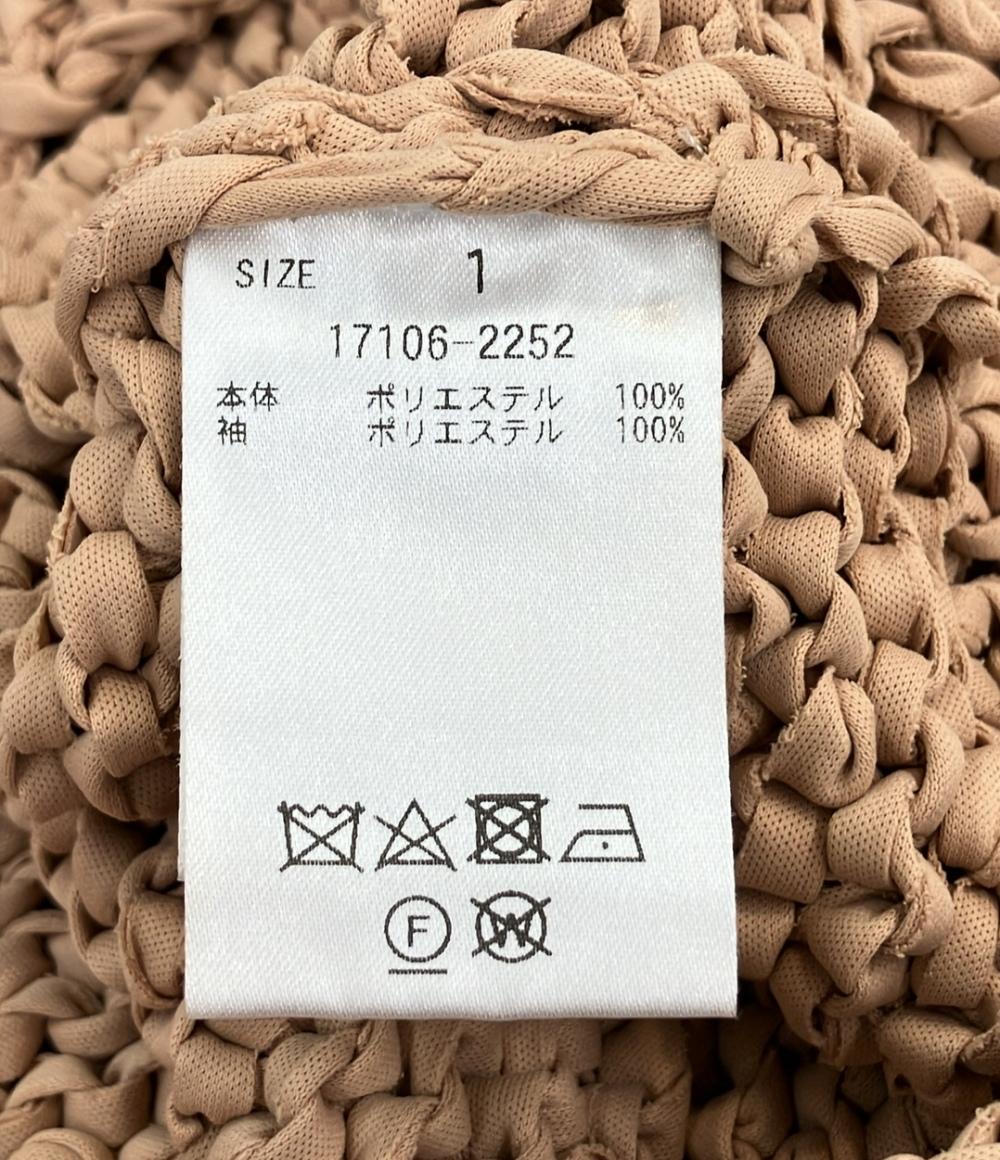 SIZE 1
17106-2252
本体 ポリエステル 100%
袖 ポリエステル 100%
F W